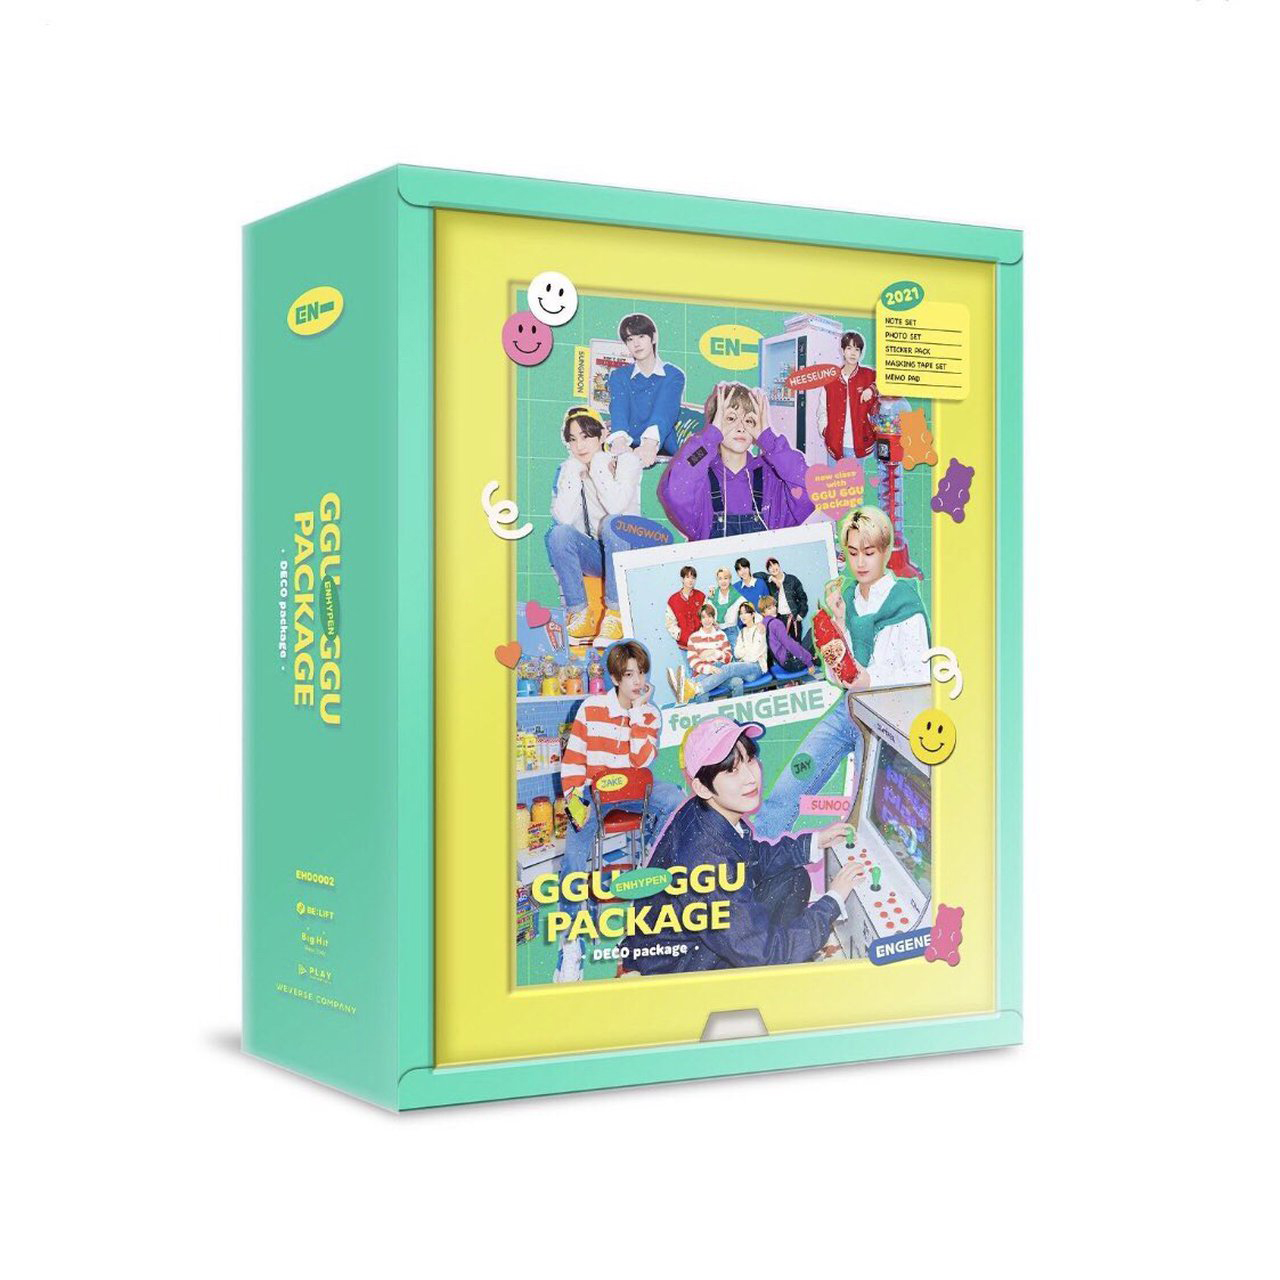 EN-
GGU GGU
ENHYPEN
PACKAGE
· DECO package ·
EHD0002
BE:LIFT
Big Hit
PLAY
WEVERSE COMPANY
2021
NOTE SET
PHOTO SET
STICKER PACK
MASKING TAPE SET
MEMO PAD
EN-
SUNGHOON
HEESEUNG
new class
with
GGU GGU
package
JUNGWON
for ENGENE
JAKE
JAY
SUNOO
GGU GGU
ENHYPEN
PACKAGE
· DECO package ·
ENGENE